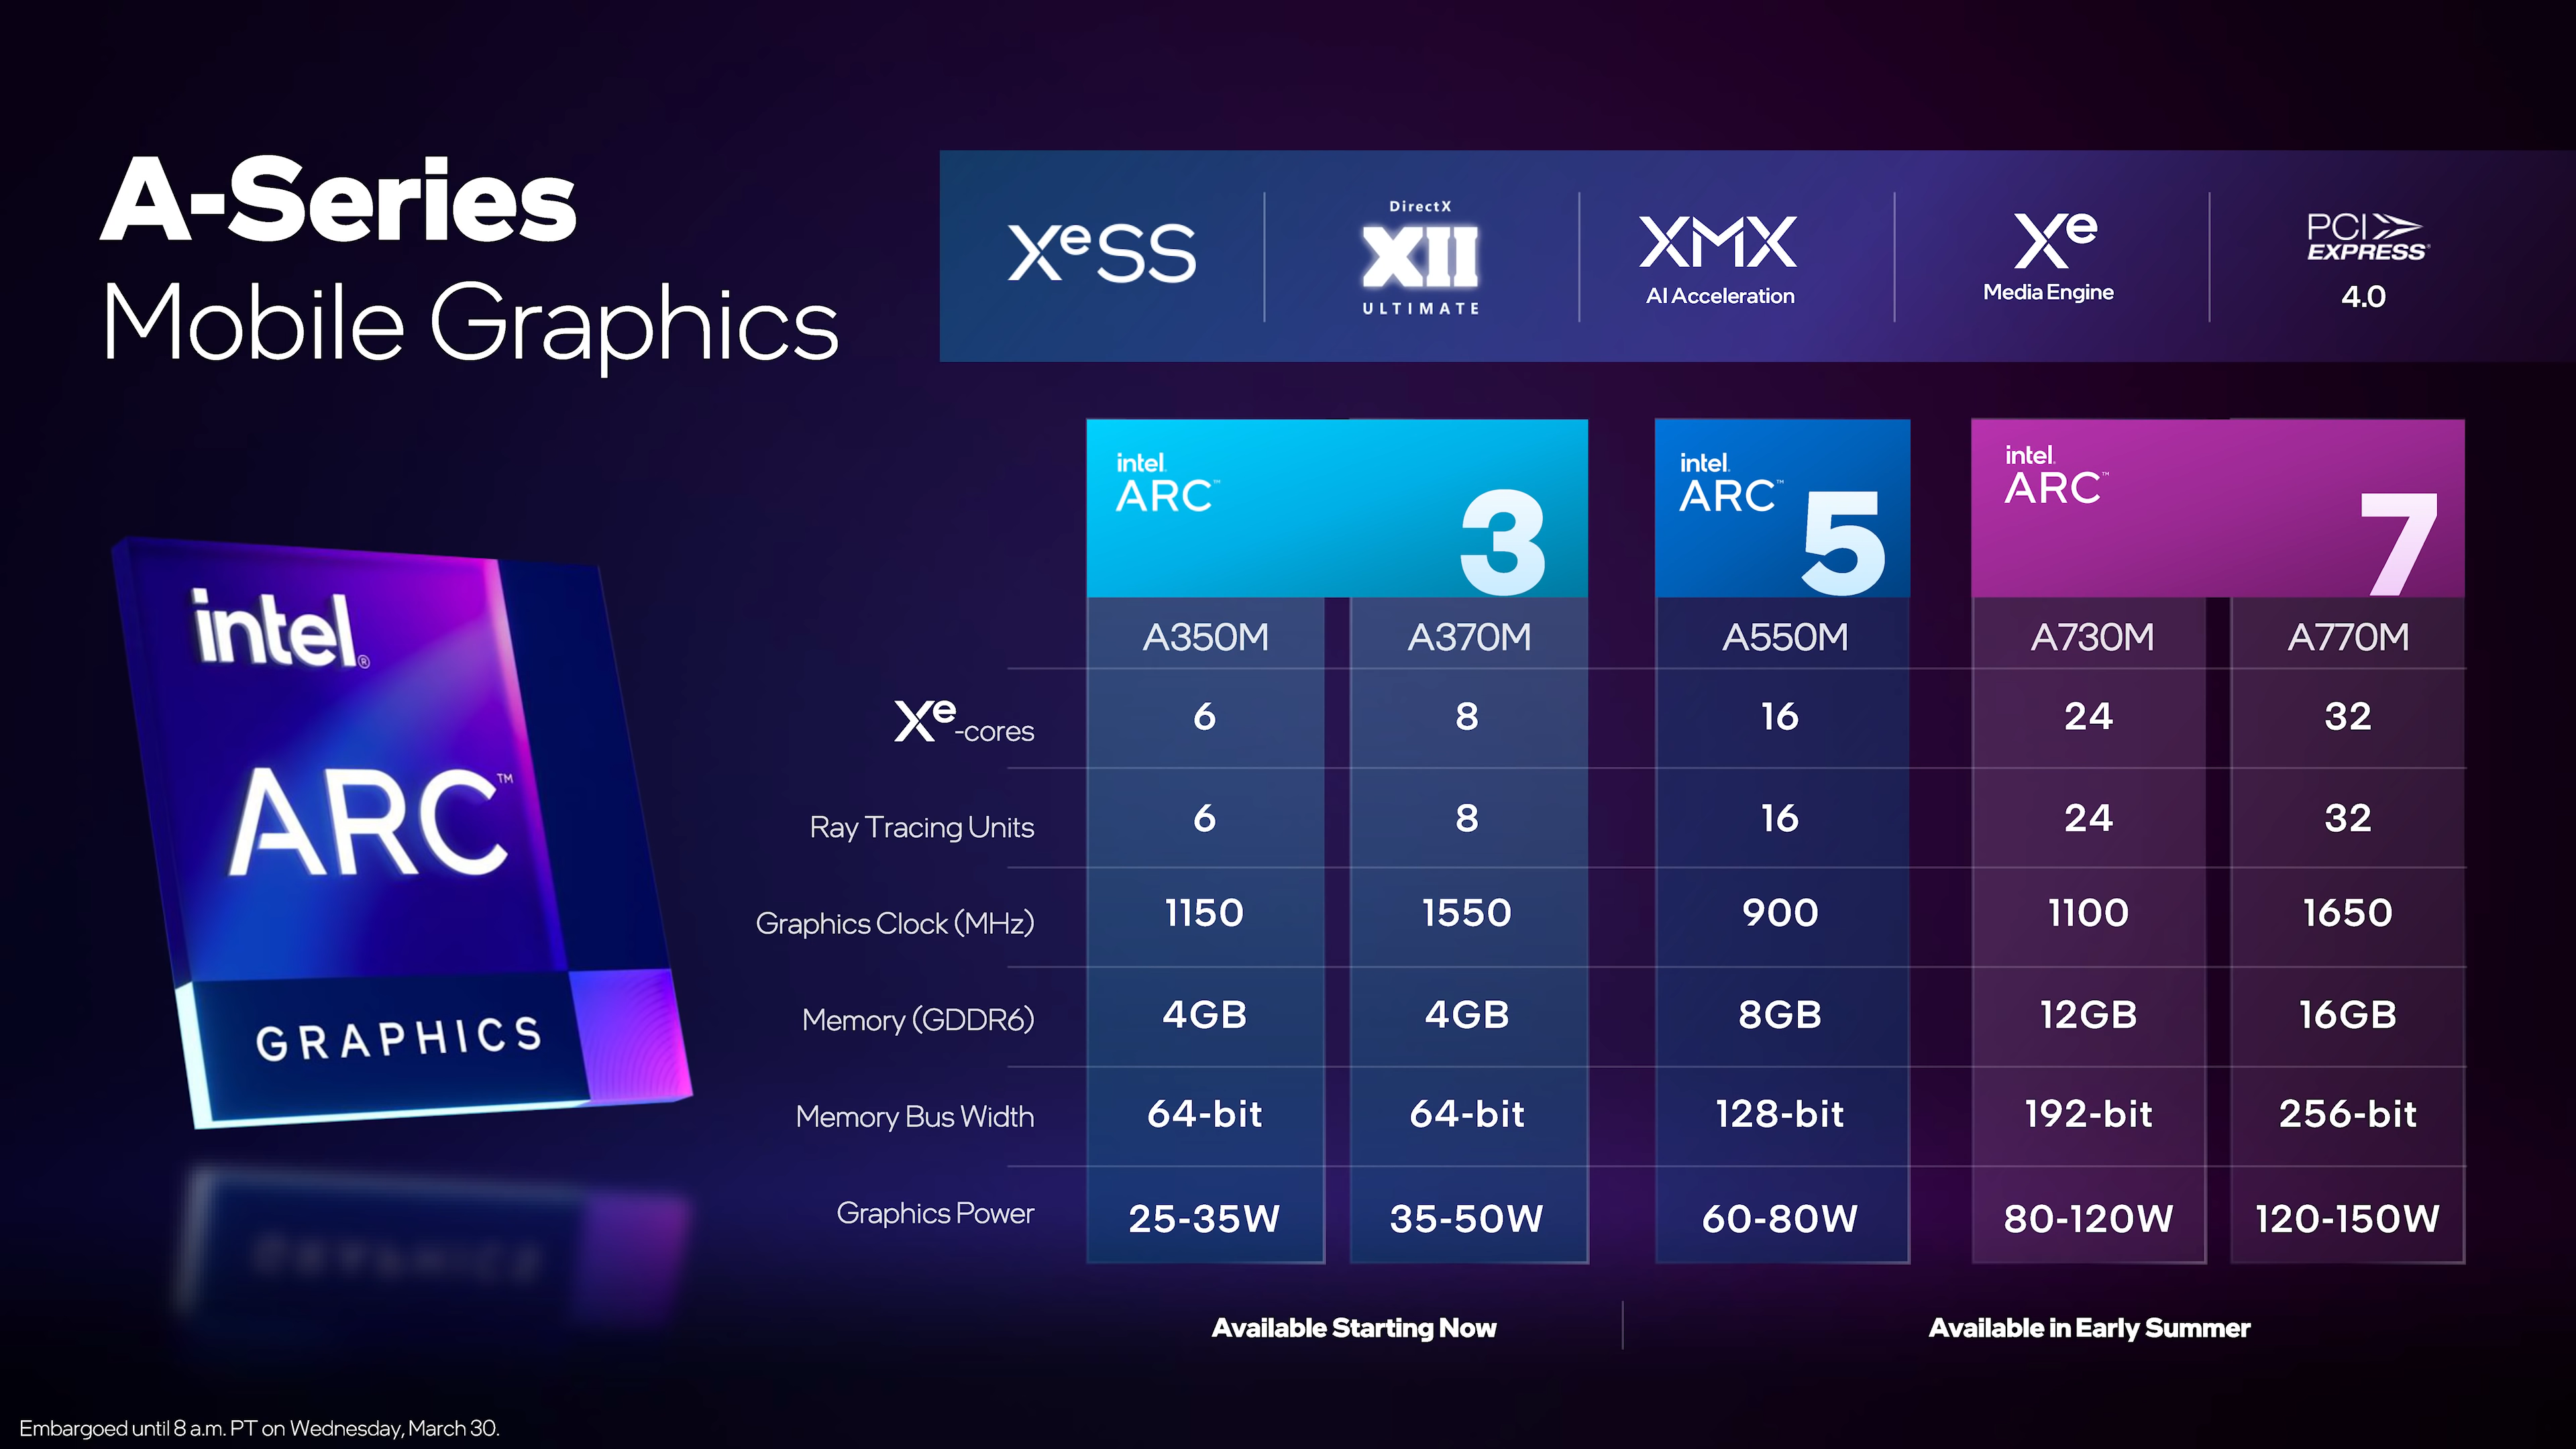 A-Series
Mobile Graphics
XeSS
DirectX
XII
ULTIMATE
XMX
AI Acceleration
Xe
Media Engine
PCI
EXPRESS®
4.0
intel®
ARC™
GRAPHICS
intel.
ARC™
3
intel.
ARC™
5
intel.
ARC™
7
A350M A370M A550M A730M A770M
Xe-cores 6 8 16 24 32
Ray Tracing Units 6 8 16 24 32
Graphics Clock (MHz) 1150 1550 900 1100 1650
Memory (GDDR6) 4GB 4GB 8GB 12GB 16GB
Memory Bus Width 64-bit 64-bit 128-bit 192-bit 256-bit
Graphics Power 25-35W 35-50W 60-80W 80-120W 120-150W
Available Starting Now
Available in Early Summer
Embargoed until 8 a.m. PT on Wednesday, March 30.